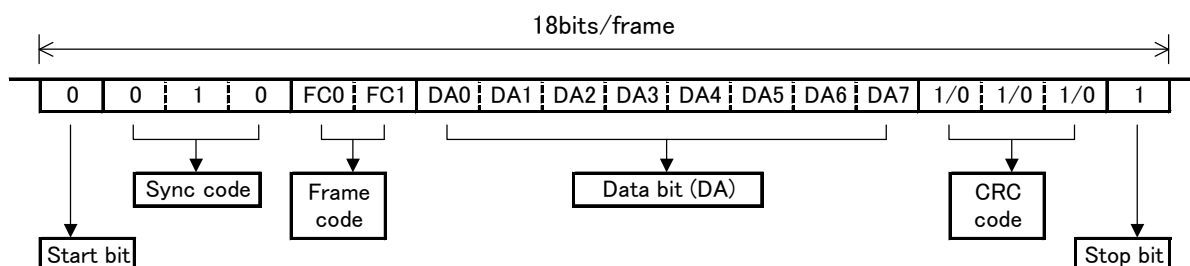 18bits/frame
0 0 1 0 FC0 FC1 DA0 DA1 DA2 DA3 DA4 DA5 DA6 DA7 1/0 1/0 1/0 1
Sync code
Frame code
Data bit (DA)
CRC code
Start bit
Stop bit